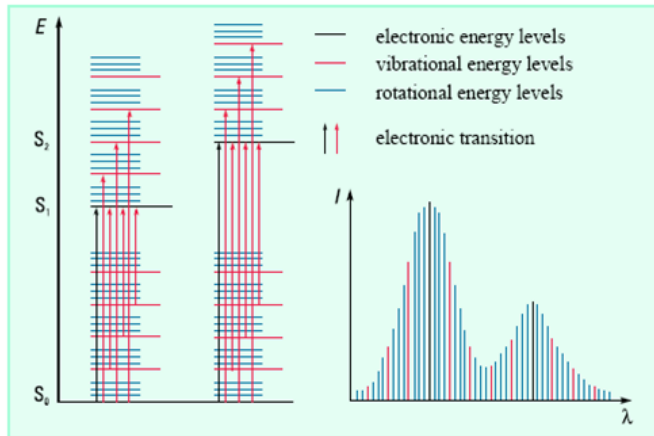 E
electronic energy levels
vibrational energy levels
rotational energy levels
electronic transition
S₂
S₁
S₀
I
λ